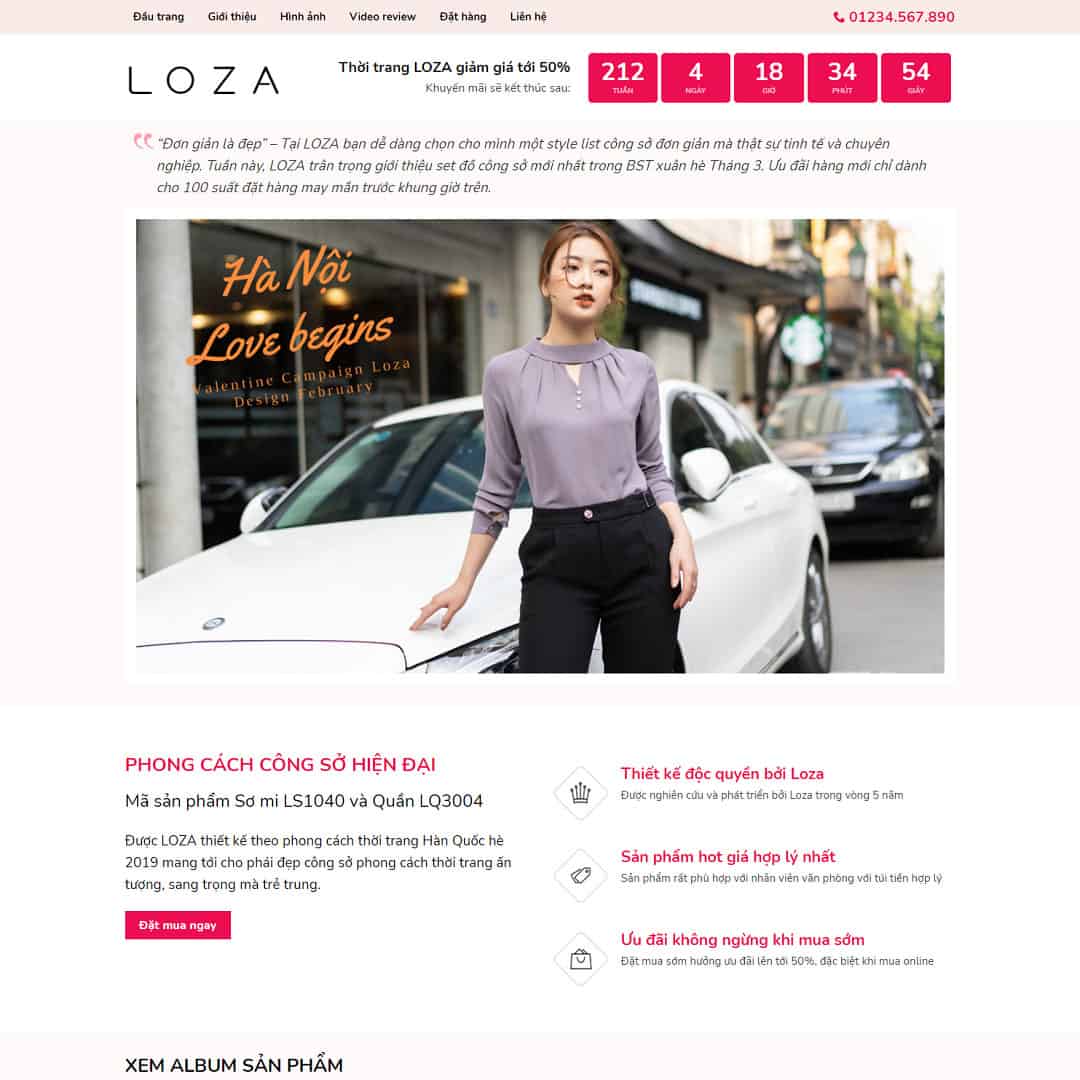 Đầu trang Giới thiệu Hình ảnh Video review Đặt hàng Liên hệ 01234.567.890
LOZA
Thời trang LOZA giảm giá tới 50%
Khuyến mãi sẽ kết thúc sau:
212 4 18 34 54
TUẦN NGÀY GIỜ PHÚT GIÂY
“Đơn giản là đẹp” – Tại LOZA bạn dễ dàng chọn cho mình một style list công sở đơn giản mà thật sự tinh tế và chuyên
nghiệp. Tuần này, LOZA trân trọng giới thiệu set đồ công sở mới nhất trong BST xuân hè Tháng 3. Ưu đãi hàng mới chỉ dành
cho 100 suất đặt hàng may mắn trước khung giờ trên.
Hà Nội
Love begins
Valentine Campaign Loza
Design February
PHONG CÁCH CÔNG SỞ HIỆN ĐẠI
Mã sản phẩm Sơ mi LS1040 và Quần LQ3004
Được LOZA thiết kế theo phong cách thời trang Hàn Quốc hè
2019 mang tới cho phái đẹp công sở phong cách thời trang ấn
tượng, sang trọng mà trẻ trung.
Đặt mua ngay
Thiết kế độc quyền bởi Loza
Được nghiên cứu và phát triển bởi Loza trong vòng 5 năm
Sản phẩm hot giá hợp lý nhất
Sản phẩm rất phù hợp với nhân viên văn phòng với túi tiền hợp lý
Ưu đãi không ngừng khi mua sớm
Đặt mua sớm hưởng ưu đãi lên tới 50%, đặc biệt khi mua online
XEM ALBUM SẢN PHẨM